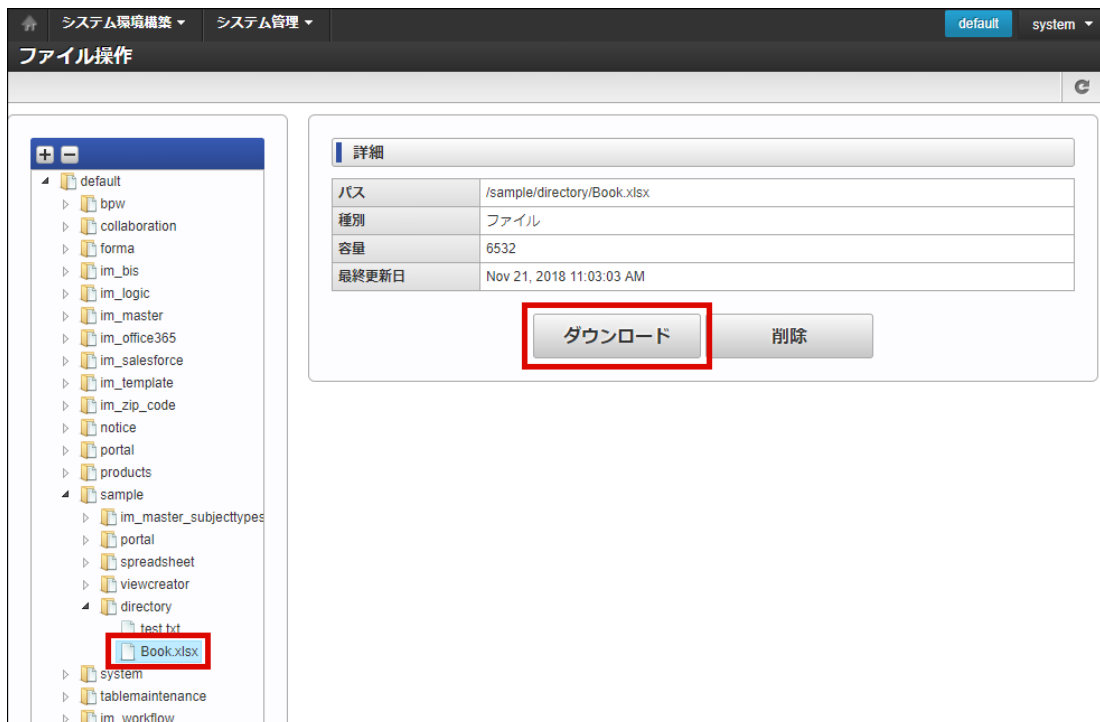 システム環境構築 システム管理 default system
ファイル操作
default
bpw
collaboration
forma
im_bis
im_logic
im_master
im_office365
im_salesforce
im_template
im_zip_code
notice
portal
products
sample
im_master_subjecttypes
portal
spreadsheet
viewcreator
directory
test.txt
Book.xlsx
system
tablemaintenance
im_workflow
詳細
パス /sample/directory/Book.xlsx
種別 ファイル
容量 6532
最終更新日 Nov 21, 2018 11:03:03 AM
ダウンロード 削除